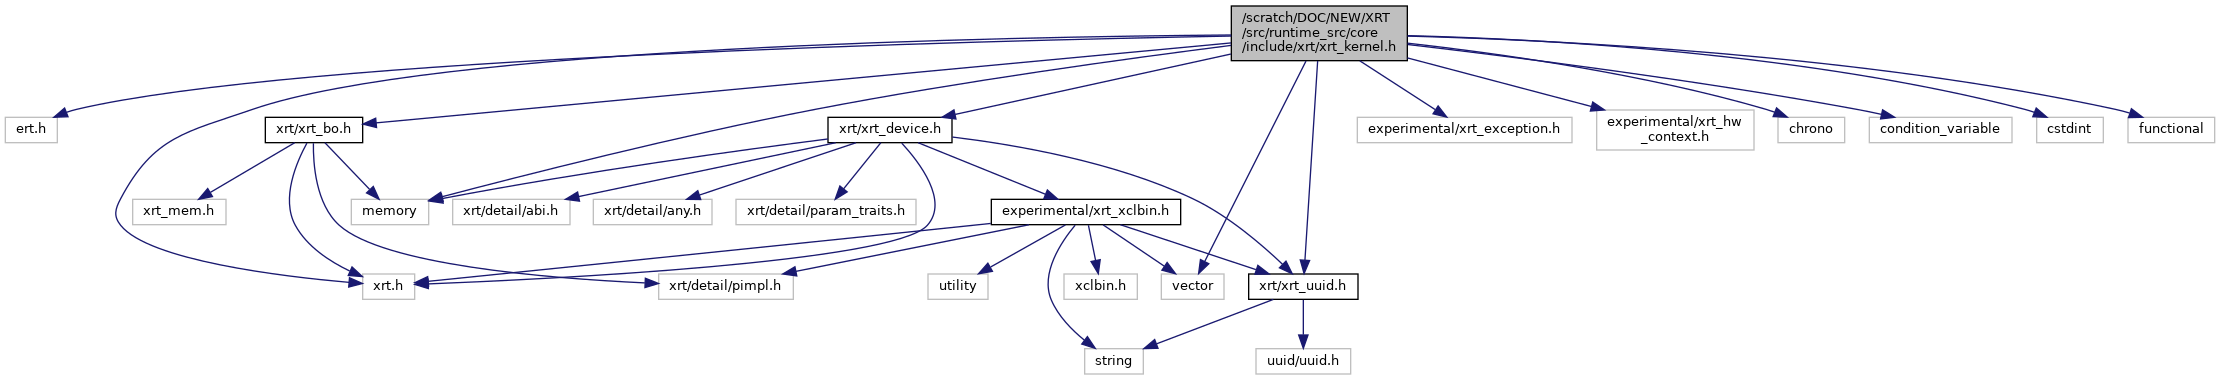 /scratch/DOC/NEW/XRT
/src/runtime_src/core
/include/xrt/xrt_kernel.h
ert.h
xrt/xrt_bo.h
xrt/xrt_device.h
experimental/xrt_exception.h
experimental/xrt_hw
_context.h
chrono
condition_variable
cstdint
functional
xrt_mem.h
memory
xrt/detail/abi.h
xrt/detail/any.h
xrt/detail/param_traits.h
experimental/xrt_xclbin.h
xrt.h
xrt/detail/pimpl.h
utility
xclbin.h
vector
xrt/xrt_uuid.h
string
uuid/uuid.h